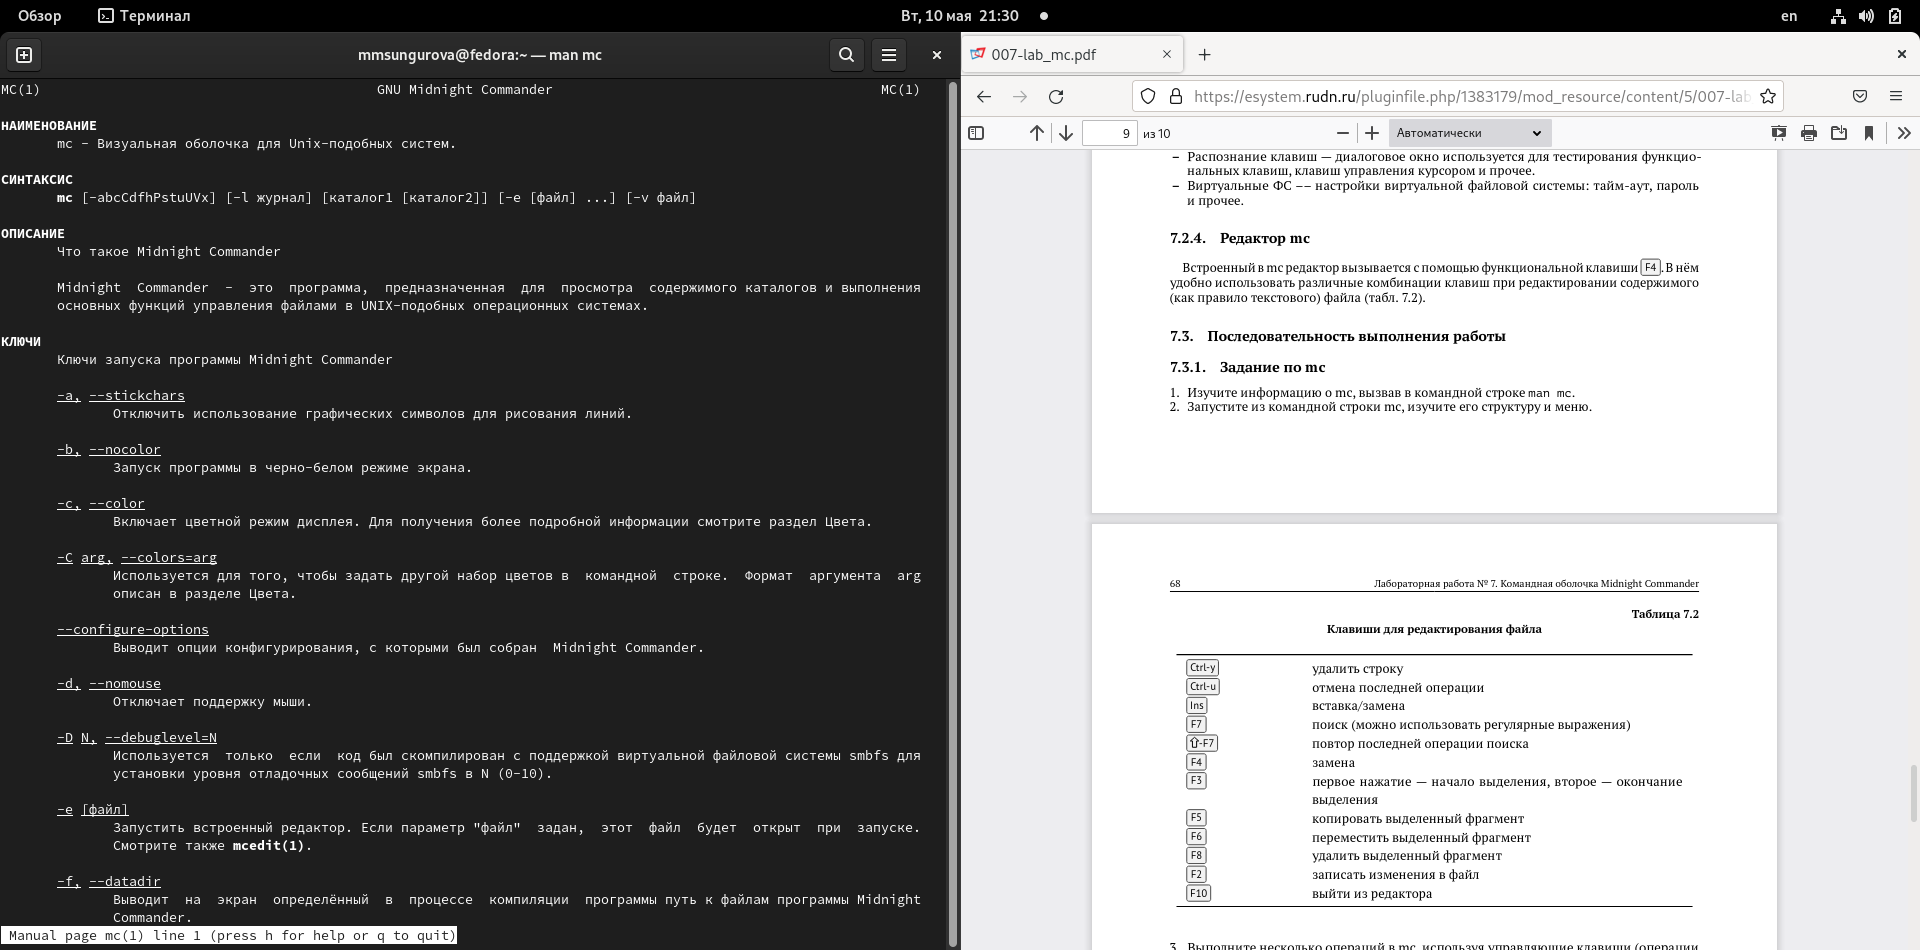 Обзор Терминал Вт, 10 мая 21:30 en
mmsungurova@fedora:~ — man mc
MC(1) GNU Midnight Commander MC(1)
НАИМЕНОВАНИЕ
mc - Визуальная оболочка для Unix-подобных систем.
СИНТАКСИС
mc [-abcCdfhPstuUVx] [-l журнал] [каталог1 [каталог2]] [-e [файл] ...] [-v файл]
ОПИСАНИЕ
Что такое Midnight Commander
Midnight Commander - это программа, предназначенная для просмотра содержимого каталогов и выполнения
основных функций управления файлами в UNIX-подобных операционных системах.
КЛЮЧИ
Ключи запуска программы Midnight Commander
-a, --stickchars
Отключить использование графических символов для рисования линий.
-b, --nocolor
Запуск программы в черно-белом режиме экрана.
-c, --color
Включает цветной режим дисплея. Для получения более подробной информации смотрите раздел Цвета.
-C arg, --colors=arg
Используется для того, чтобы задать другой набор цветов в командной строке. Формат аргумента arg
описан в разделе Цвета.
--configure-options
Выводит опции конфигурирования, с которыми был собран Midnight Commander.
-d, --nomouse
Отключает поддержку мыши.
-D N, --debuglevel=N
Используется только если код был скомпилирован с поддержкой виртуальной файловой системы smbfs для
установки уровня отладочных сообщений smbfs в N (0-10).
-e [файл]
Запустить встроенный редактор. Если параметр "файл" задан, этот файл будет открыт при запуске.
Смотрите также mcedit(1).
-f, --datadir
Выводит на экран определённый в процессе компиляции программы путь к файлам программы Midnight
Commander.
Manual page mc(1) line 1 (press h for help or q to quit)
007-lab_mc.pdf
https://esystem.rudn.ru/pluginfile.php/1383179/mod_resource/content/5/007-lab
9 из 10 Автоматически
– Распознание клавиш — диалоговое окно используется для тестирования функцио-
нальных клавиш, клавиш управления курсором и прочее.
– Виртуальные ФС –– настройки виртуальной файловой системы: тайм-аут, пароль
и прочее.
7.2.4. Редактор mc
Встроенный в mc редактор вызывается с помощью функциональной клавиши F4. В нём
удобно использовать различные комбинации клавиш при редактировании содержимого
(как правило текстового) файла (табл. 7.2).
7.3. Последовательность выполнения работы
7.3.1. Задание по mc
1. Изучите информацию о mc, вызвав в командной строке man mc.
2. Запустите из командной строки mc, изучите его структуру и меню.
68 Лабораторная работа № 7. Командная оболочка Midnight Commander
Таблица 7.2
Клавиши для редактирования файла
Ctrl-y удалить строку
Ctrl-u отмена последней операции
Ins вставка/замена
F7 поиск (можно использовать регулярные выражения)
⇧-F7 повтор последней операции поиска
F4 замена
F3 первое нажатие — начало выделения, второе — окончание
выделения
F5 копировать выделенный фрагмент
F6 переместить выделенный фрагмент
F8 удалить выделенный фрагмент
F2 записать изменения в файл
F10 выйти из редактора
3. Выполните несколько операций в mc, используя управляющие клавиши (операции